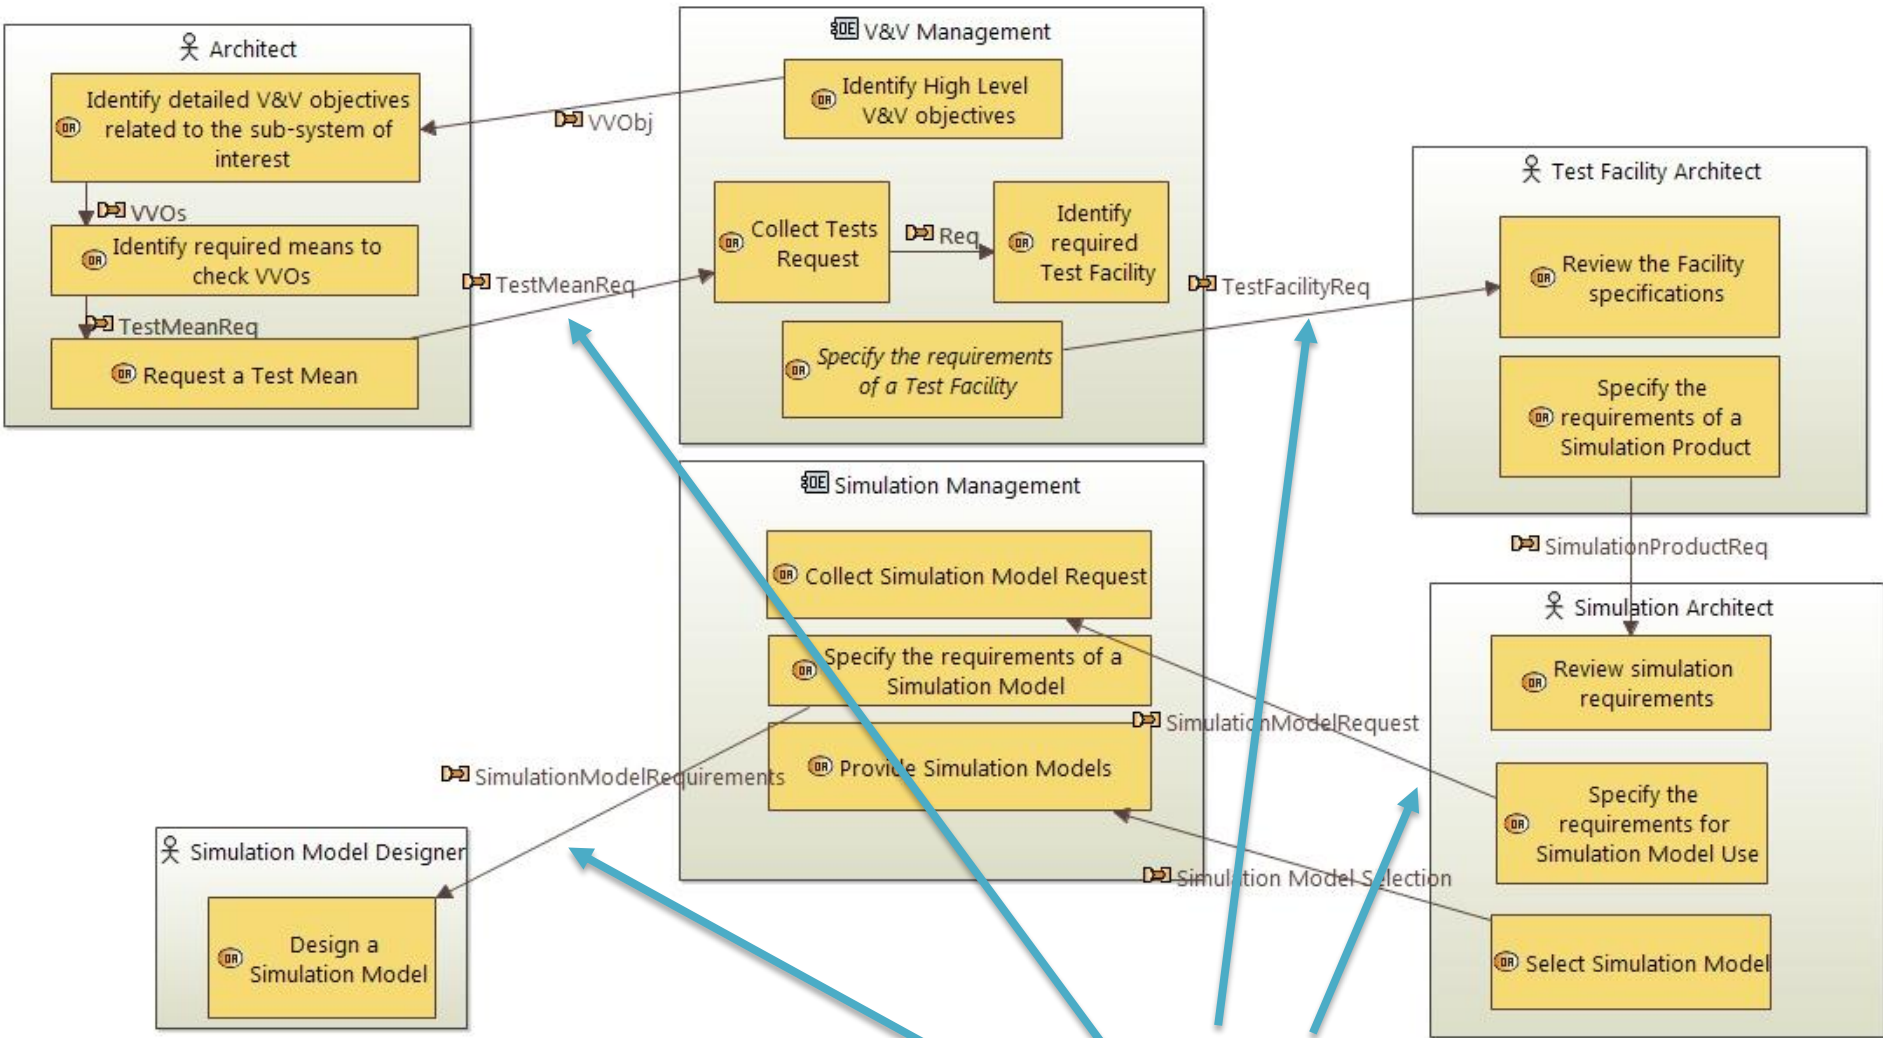 Architect
Identify detailed V&V objectives
related to the sub-system of
interest
VVOs
Identify required means to
check VVOs
TestMeanReq
Request a Test Mean
VVObj
TestMeanReq
V&V Management
Identify High Level
V&V objectives
Collect Tests
Request
Req
Identify
required
Test Facility
Specify the requirements
of a Test Facility
TestFacilityReq
Test Facility Architect
Review the Facility
specifications
Specify the
requirements of a
Simulation Product
SimulationProductReq
Simulation Management
Collect Simulation Model Request
Specify the requirements of a
Simulation Model
Provide Simulation Models
SimulationModelRequest
SimulationModelRequirements
Simulation Model Selection
Simulation Architect
Review simulation
requirements
Specify the
requirements for
Simulation Model Use
Select Simulation Model
Simulation Model Designer
Design a
Simulation Model